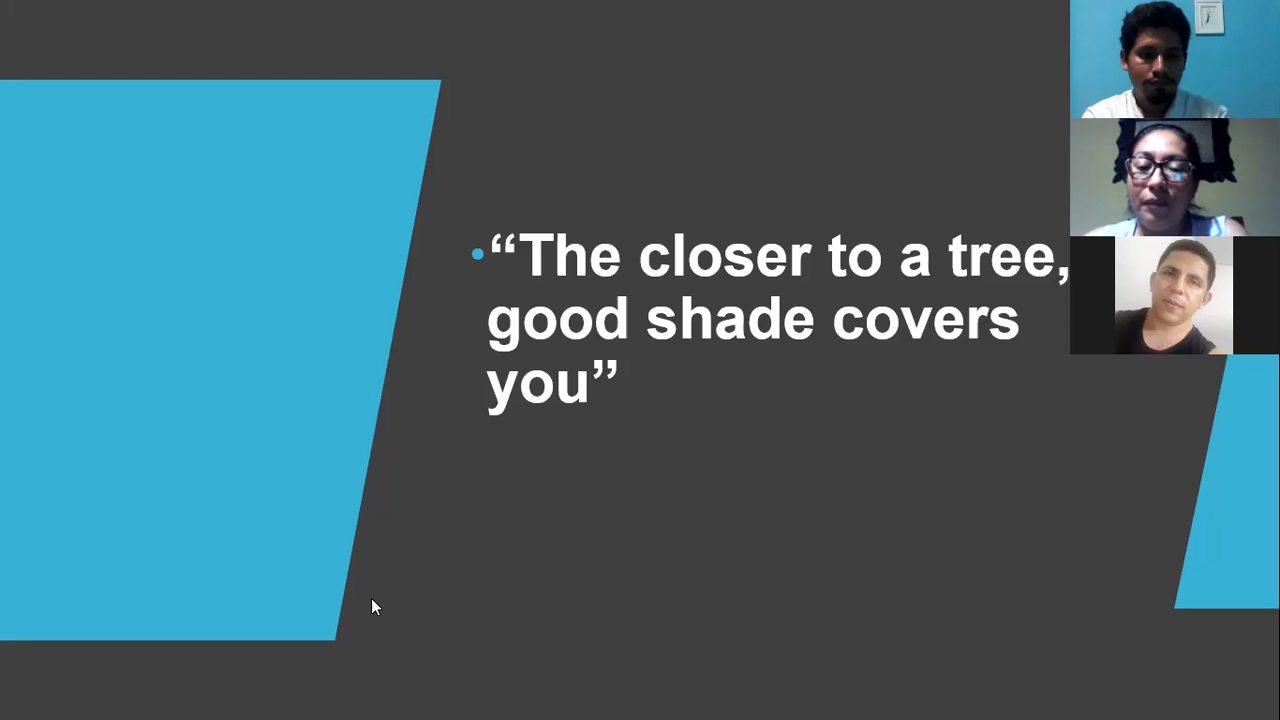 “The closer to a tree,
good shade covers
you”